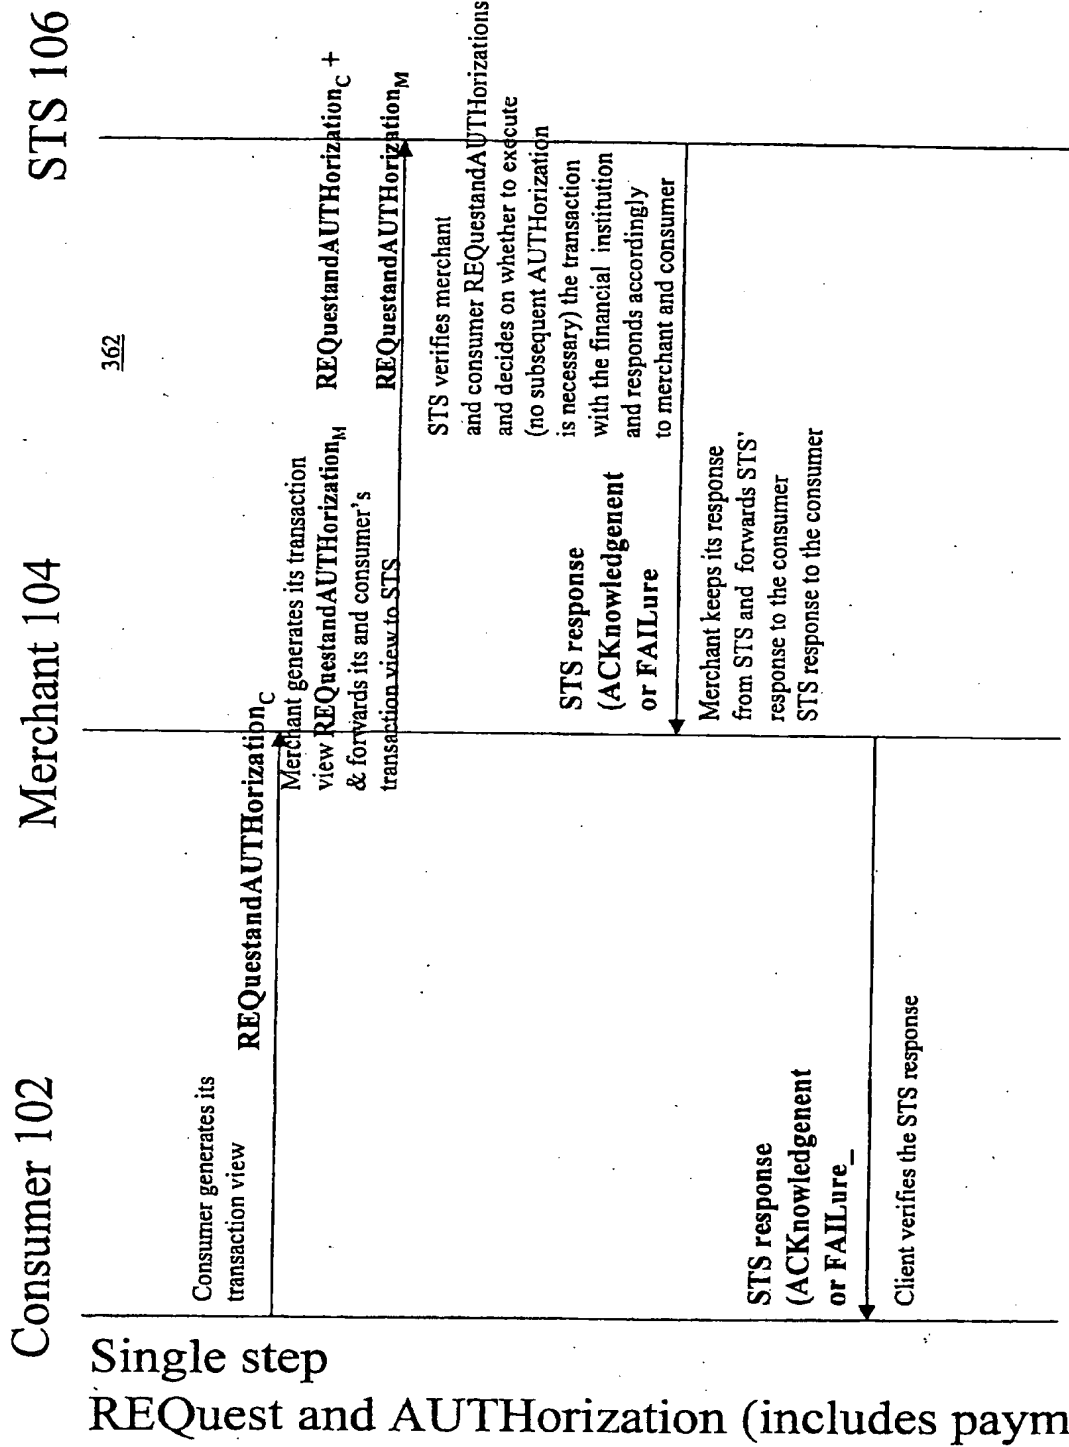 Consumer 102
Merchant 104
STS 106
362
Consumer generates its
transaction view
REQuestandAUTHorizationC
Merchant generates its transaction
view REQuestandAUTHorizationM
& forwards its and consumer's
transaction view to STS
REQuestandAUTHorizationC +
REQuestandAUTHorizationM
STS verifies merchant
and consumer REQuestandAUTHorizations
and decides on whether to execute
(no subsequent AUTHorization
is necessary) the transaction
with the financial institution
and responds accordingly
to merchant and consumer
STS response
(ACKnowledgenent
or FAILure
Merchant keeps its response
from STS and forwards STS'
response to the consumer
STS response to the consumer
STS response
(ACKnowledgenent
or FAILure_
Client verifies the STS response
Single step
REQuest and AUTHorization (includes paym